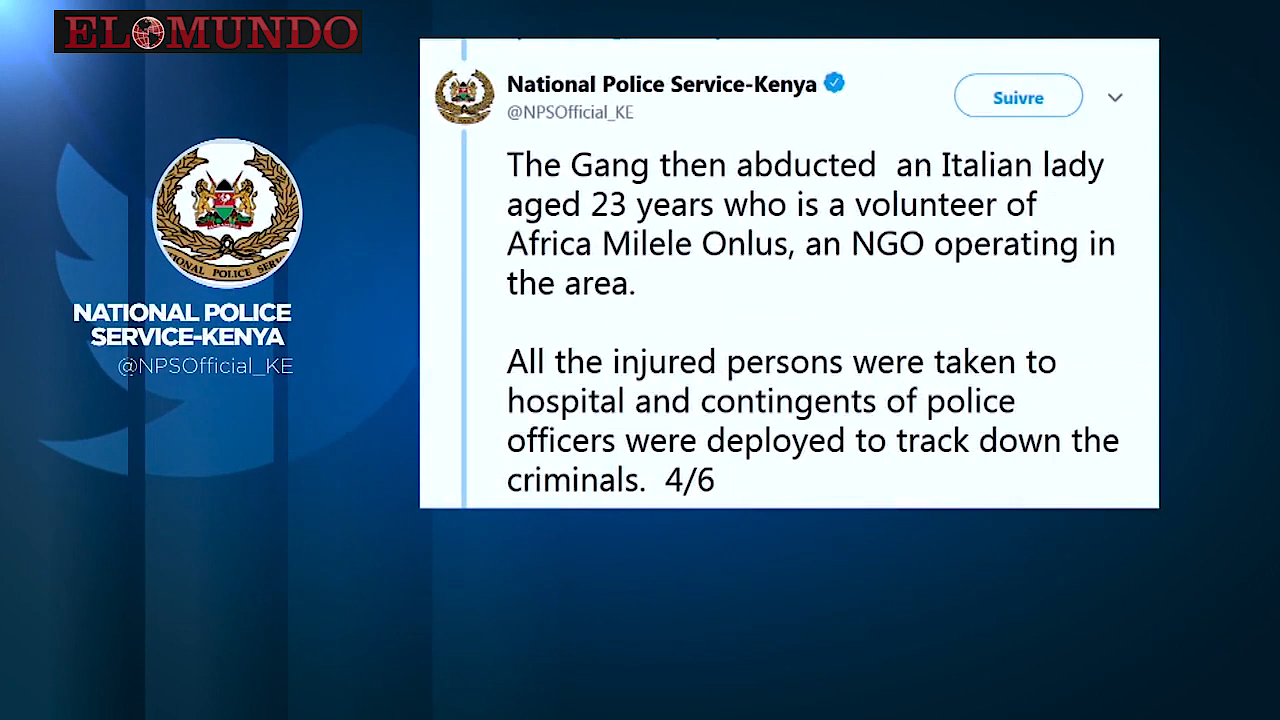 EL MUNDO
National Police Service-Kenya
@NPSOfficial_KE
Suivre
The Gang then abducted  an Italian lady
aged 23 years who is a volunteer of
Africa Milele Onlus, an NGO operating in
the area.
All the injured persons were taken to
hospital and contingents of police
officers were deployed to track down the
criminals.  4/6
NATIONAL POLICE
SERVICE-KENYA
@NPSOfficial_KE